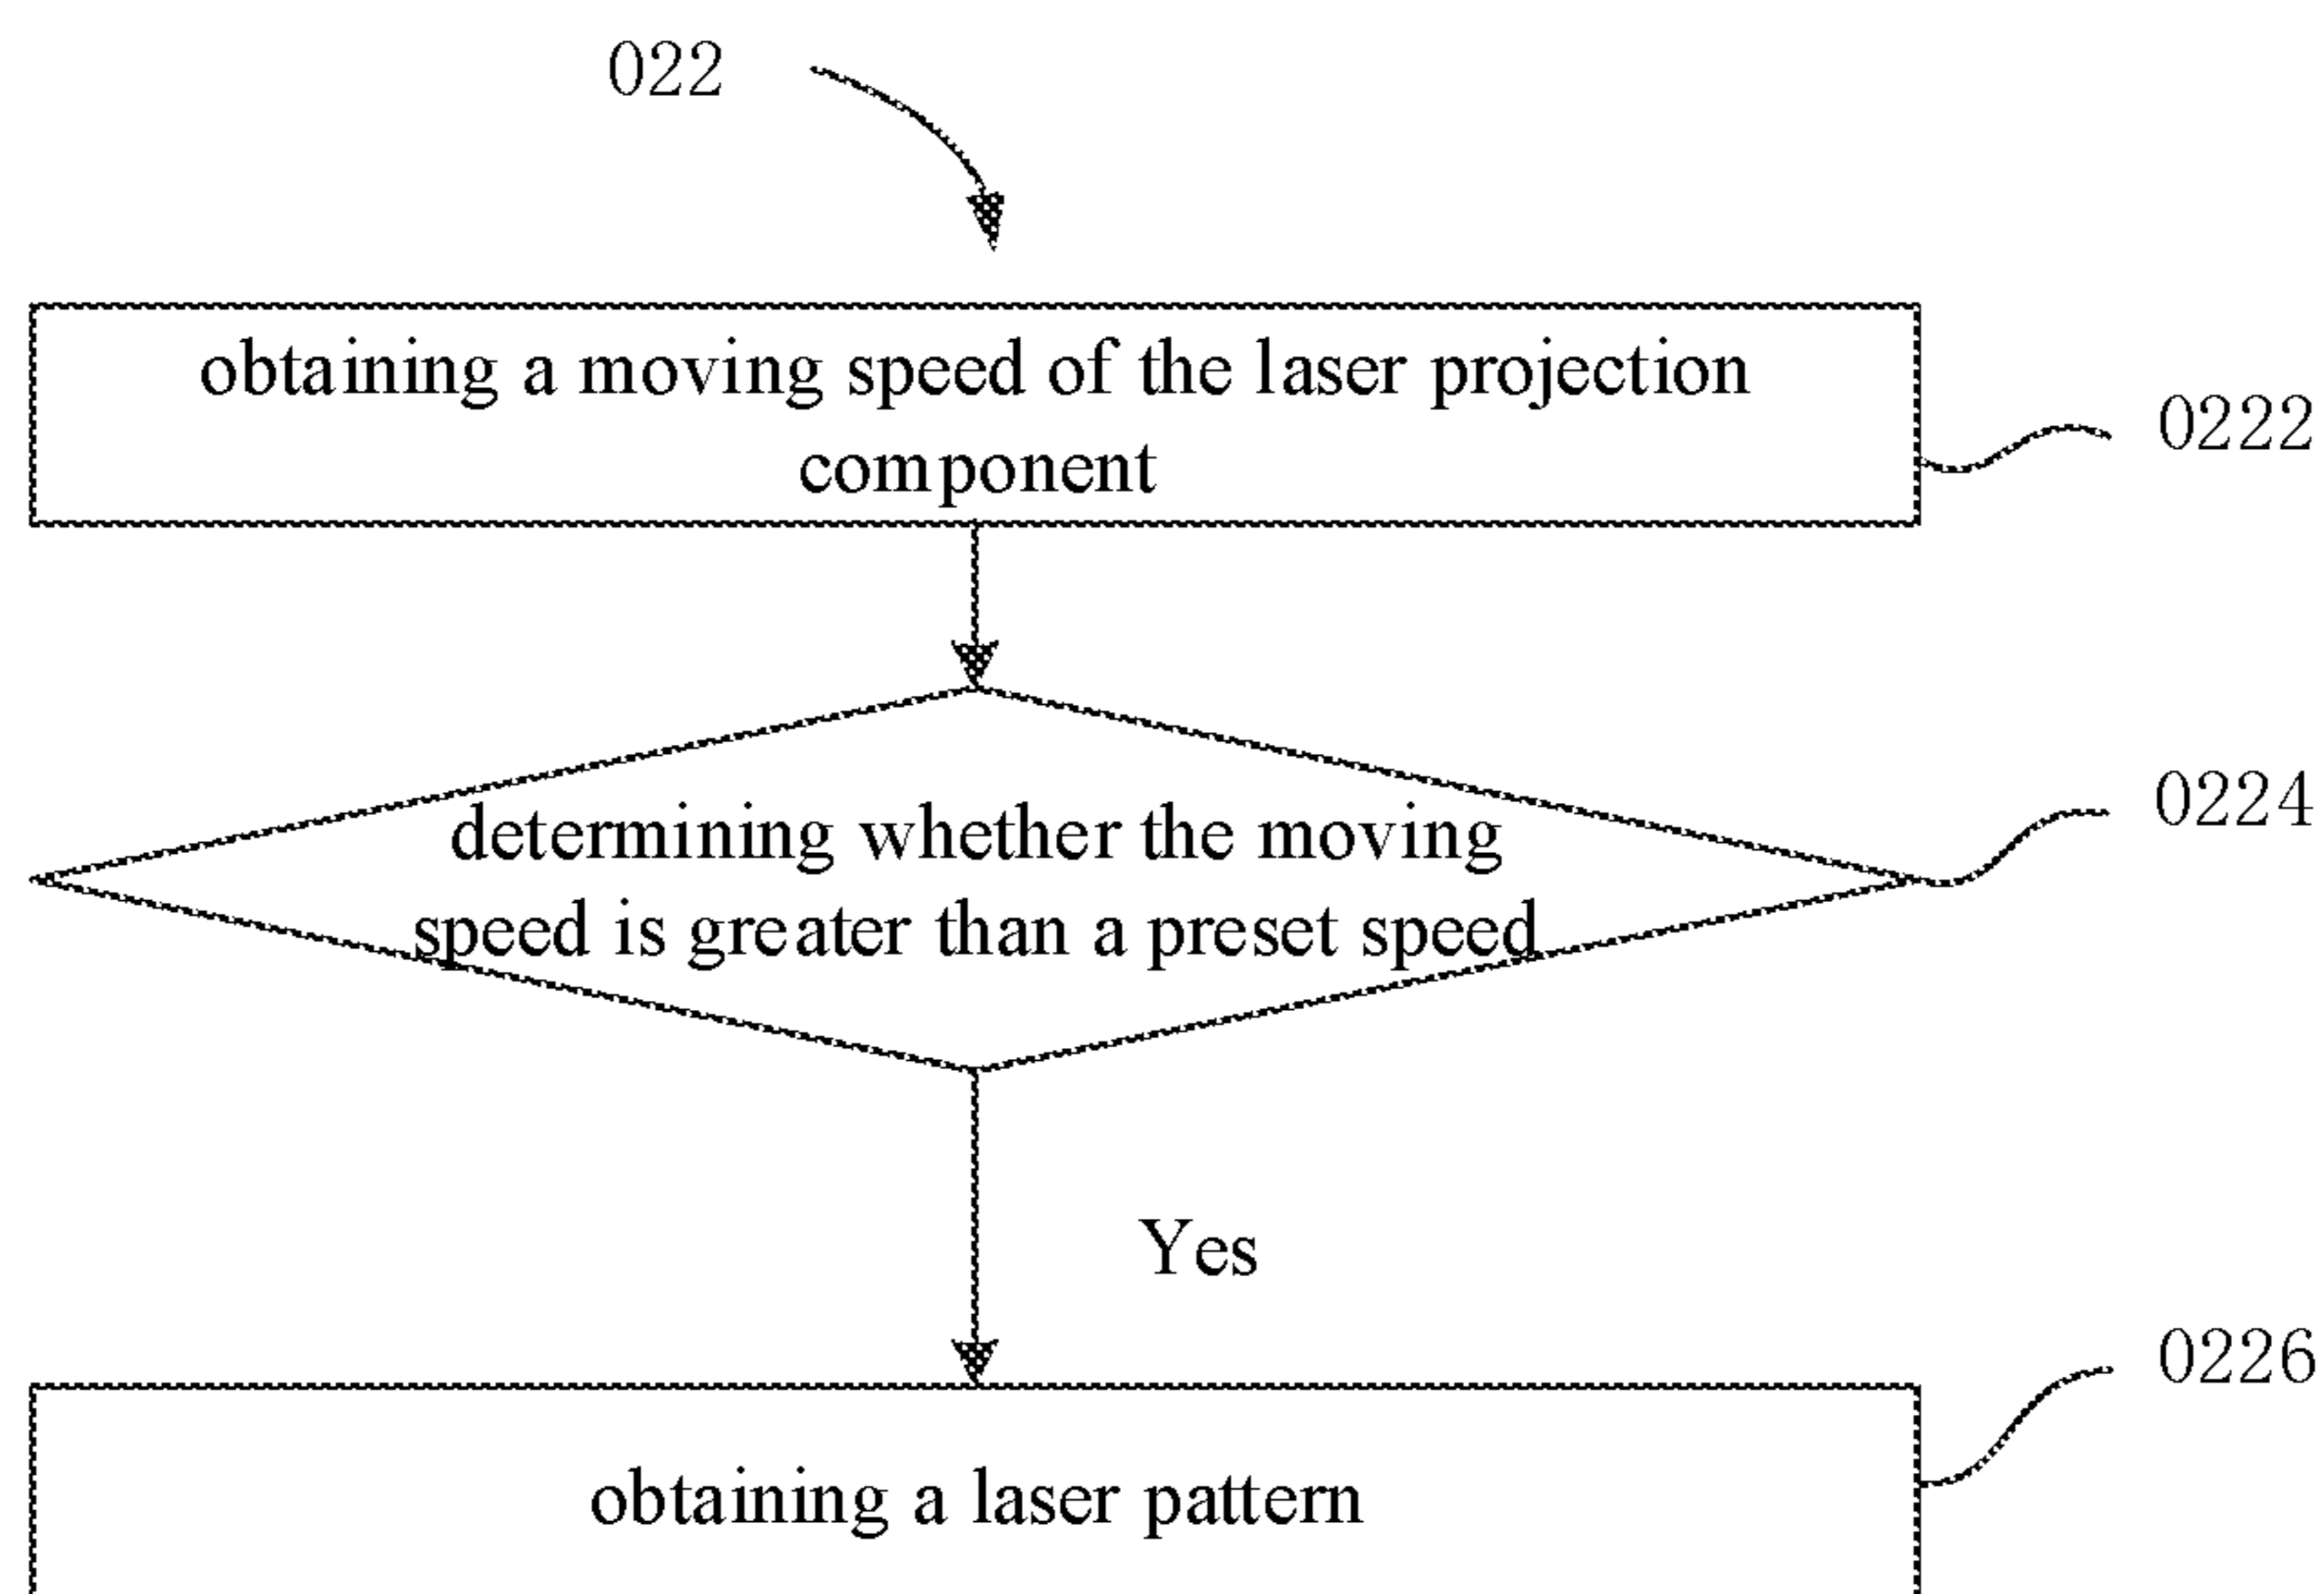 022
obtaining a moving speed of the laser projection
component
0222
determining whether the moving
speed is greater than a preset speed
0224
Yes
0226
obtaining a laser pattern